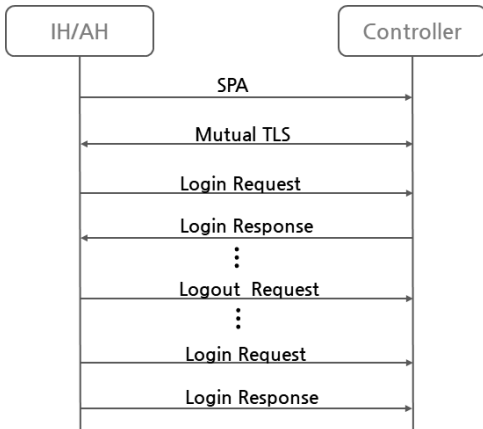 IH/AH
Controller
SPA
Mutual TLS
Login Request
Login Response
Logout Request
Login Request
Login Response